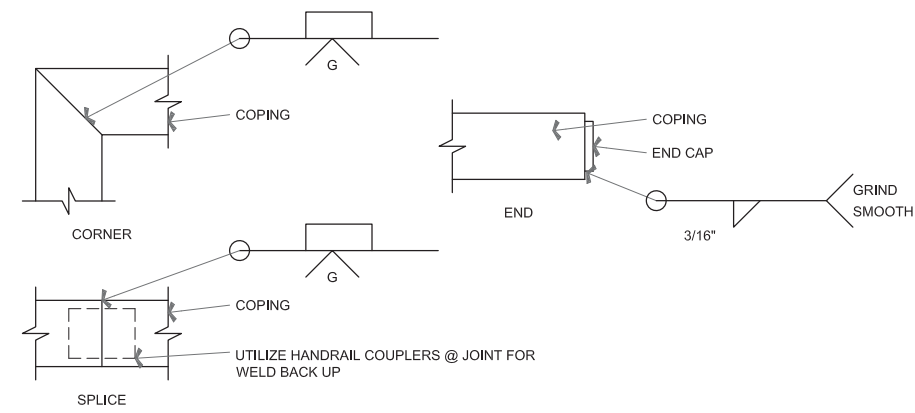 G
COPING
CORNER
COPING
END CAP
END
3/16"
GRIND
SMOOTH
G
COPING
UTILIZE HANDRAIL COUPLERS @ JOINT FOR
WELD BACK UP
SPLICE